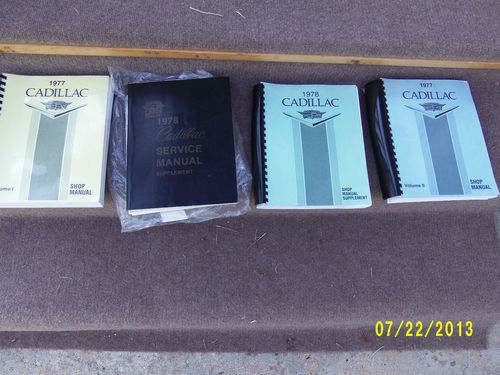 1977
CADILLAC
Volume I
SHOP
MANUAL
1978
Cadillac
SERVICE
MANUAL
SUPPLEMENT
1978
CADILLAC
SHOP
MANUAL
SUPPLEMENT
1977
CADILLAC
Volume II
SHOP
MANUAL
07/22/2013